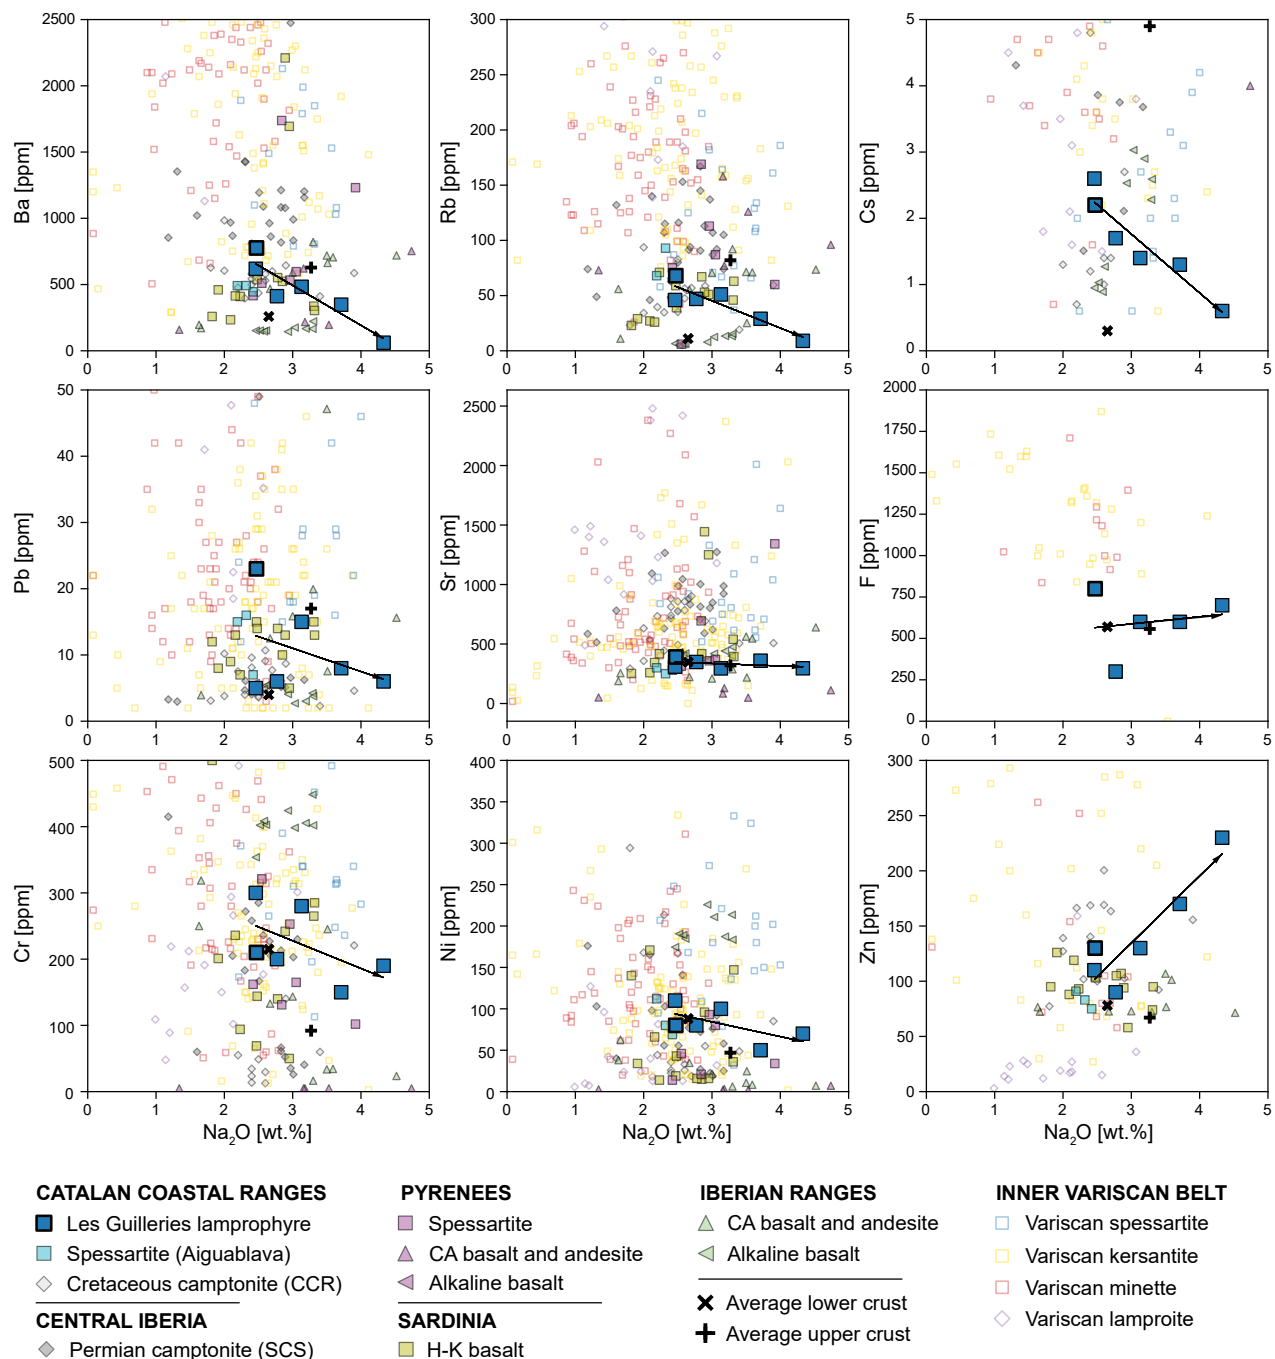 2500
2000
1500
1000
500
0
Ba [ppm]
0 1 2 3 4 5
300
250
200
150
100
50
0
Rb [ppm]
0 1 2 3 4 5
5
4
3
2
1
0
Cs [ppm]
0 1 2 3 4 5
50
40
30
20
10
0
Pb [ppm]
0 1 2 3 4 5
2500
2000
1500
1000
500
0
Sr [ppm]
0 1 2 3 4 5
2000
1750
1500
1250
1000
750
500
250
0
F [ppm]
0 1 2 3 4 5
500
400
300
200
100
0
Cr [ppm]
0 1 2 3 4 5
Na₂O [wt.%]
400
350
300
250
200
150
100
50
0
Ni [ppm]
0 1 2 3 4 5
Na₂O [wt.%]
300
250
200
150
100
50
0
Zn [ppm]
0 1 2 3 4 5
Na₂O [wt.%]
CATALAN COASTAL RANGES
Les Guilleries lamprophyre
Spessartite (Aiguablava)
Cretaceous camptonite (CCR)
CENTRAL IBERIA
Permian camptonite (SCS)
PYRENEES
Spessartite
CA basalt and andesite
Alkaline basalt
SARDINIA
H-K basalt
IBERIAN RANGES
CA basalt and andesite
Alkaline basalt
Average lower crust
Average upper crust
INNER VARISCAN BELT
Variscan spessartite
Variscan kersantite
Variscan minette
Variscan lamproite